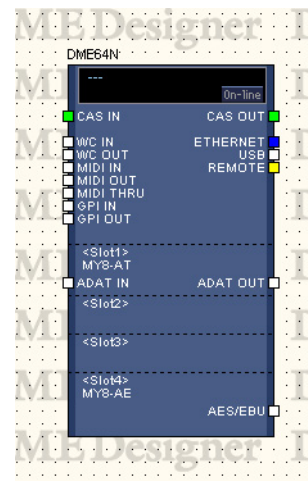 ME Designer
DME64N
---
On-line
CAS IN CAS OUT
WC IN ETHERNET
WC OUT USB
MIDI IN REMOTE
MIDI OUT
MIDI THRU
GPI IN
GPI OUT
<Slot1>
MY8-AT
ADAT IN ADAT OUT
<Slot2>
<Slot3>
<Slot4>
MY8-AE
AES/EBU
ME Designer